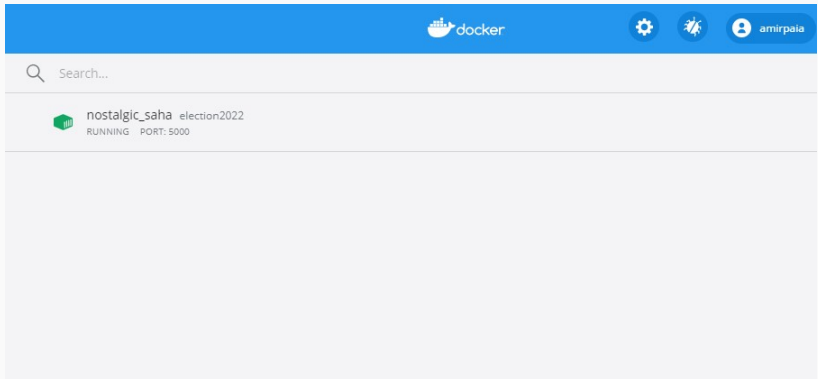 docker
amirpaia
Search...
nostalgic_saha election2022
RUNNING PORT: 5000